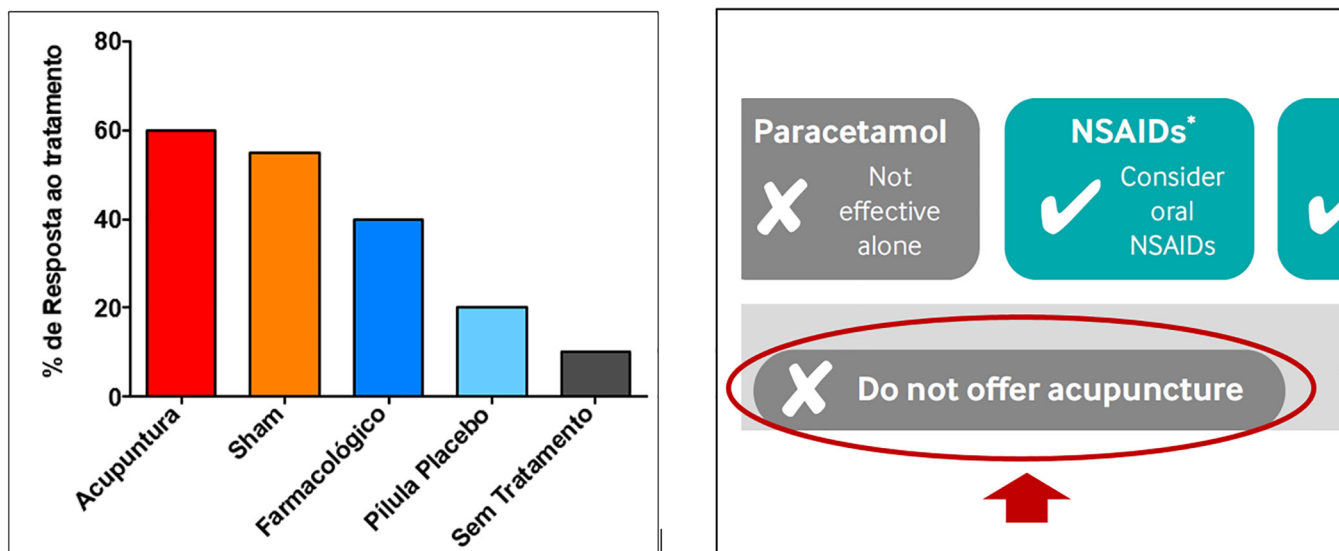 % de Resposta ao tratamento
80
60
40
20
0
Acupuntura
Sham
Farmacológico
Pílula Placebo
Sem Tratamento
Paracetamol
Not
effective
alone
NSAIDs*
Consider
oral
NSAIDs
Do not offer acupuncture